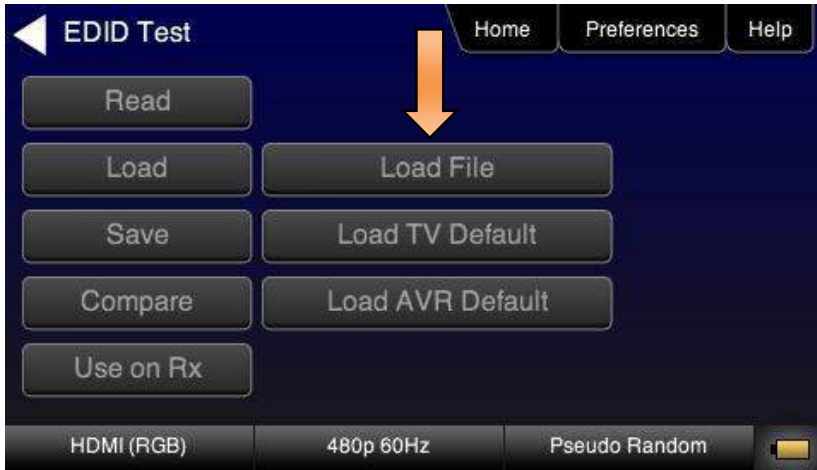 EDID Test
Home Preferences Help
Read
Load Load File
Save Load TV Default
Compare Load AVR Default
Use on Rx
HDMI (RGB) 480p 60Hz Pseudo Random